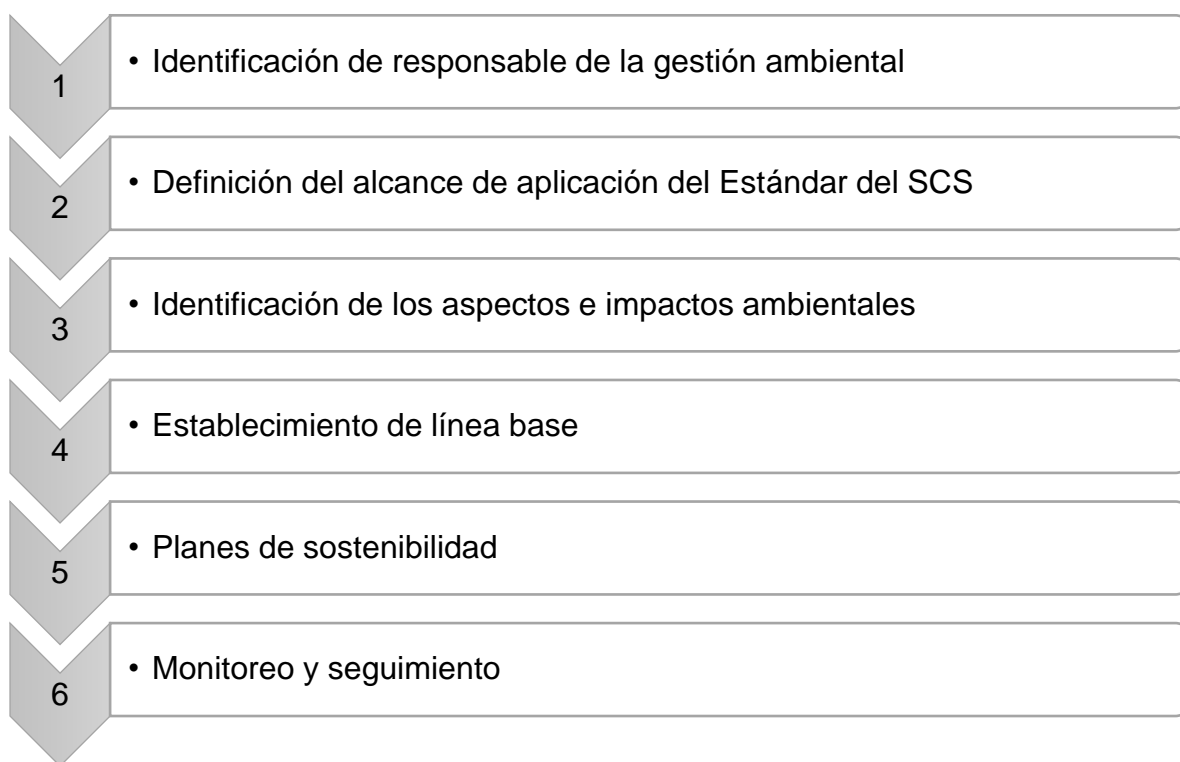 1
• Identificación de responsable de la gestión ambiental
2
• Definición del alcance de aplicación del Estándar del SCS
3
• Identificación de los aspectos e impactos ambientales
4
• Establecimiento de línea base
5
• Planes de sostenibilidad
6
• Monitoreo y seguimiento